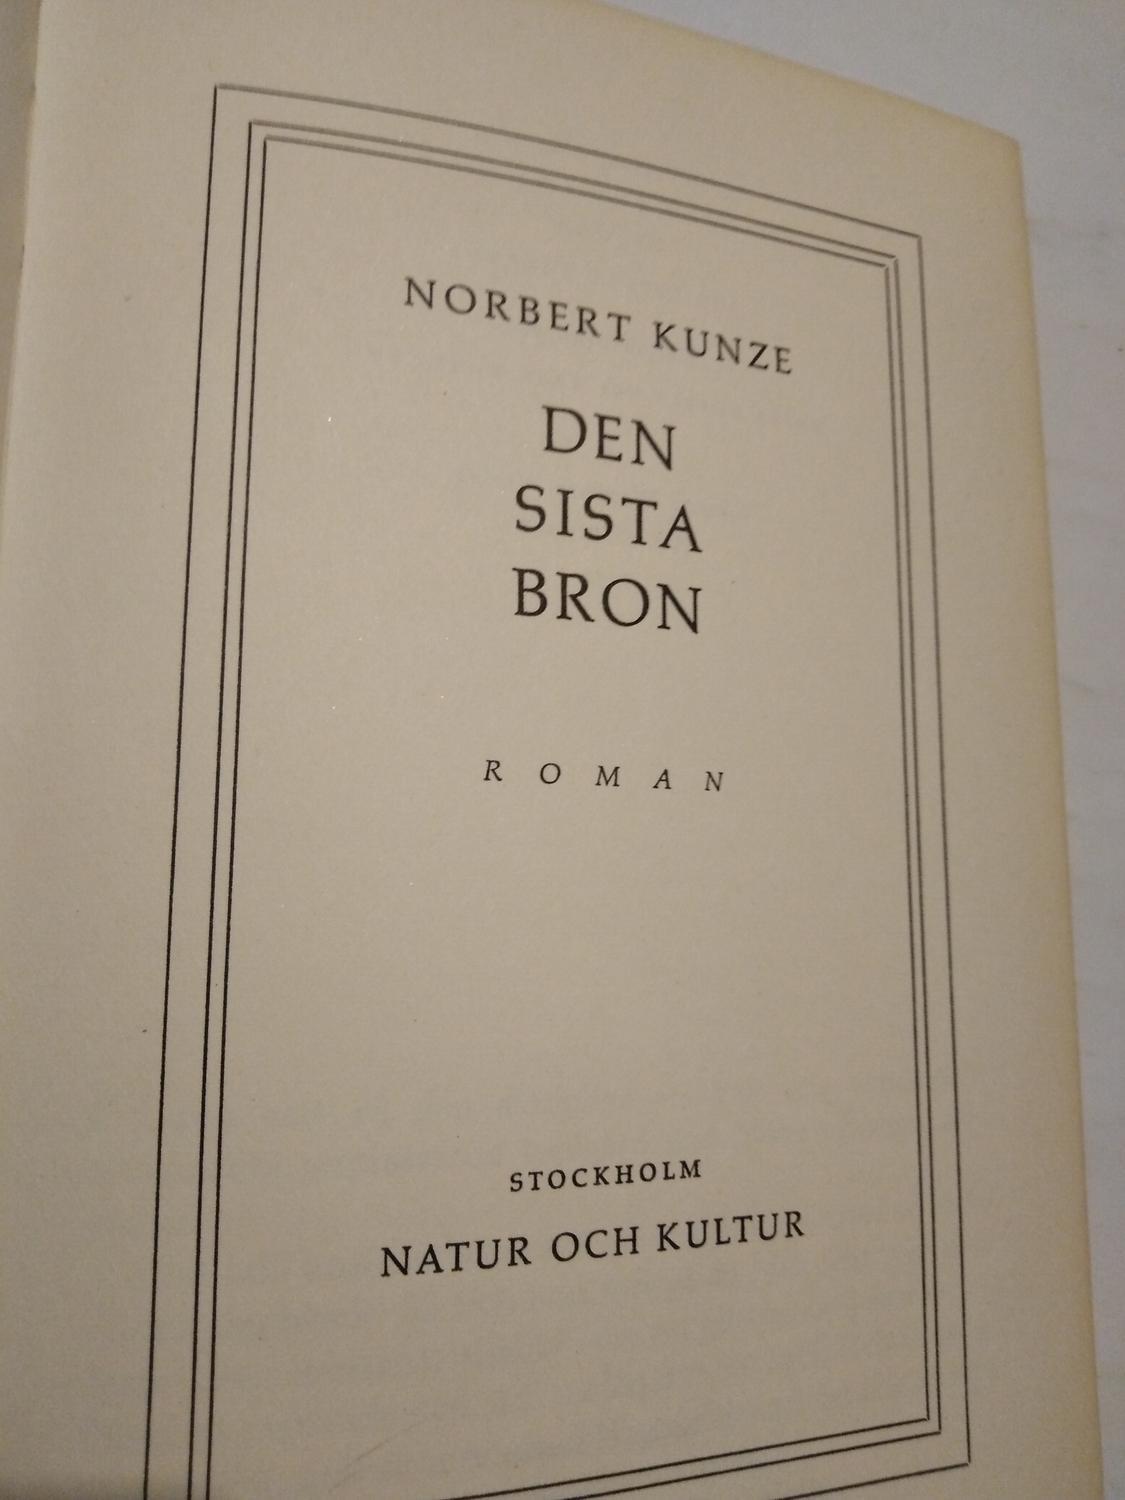 NORBERT KUNZE
DEN
SISTA
BRON
ROMAN
STOCKHOLM
NATUR OCH KULTUR